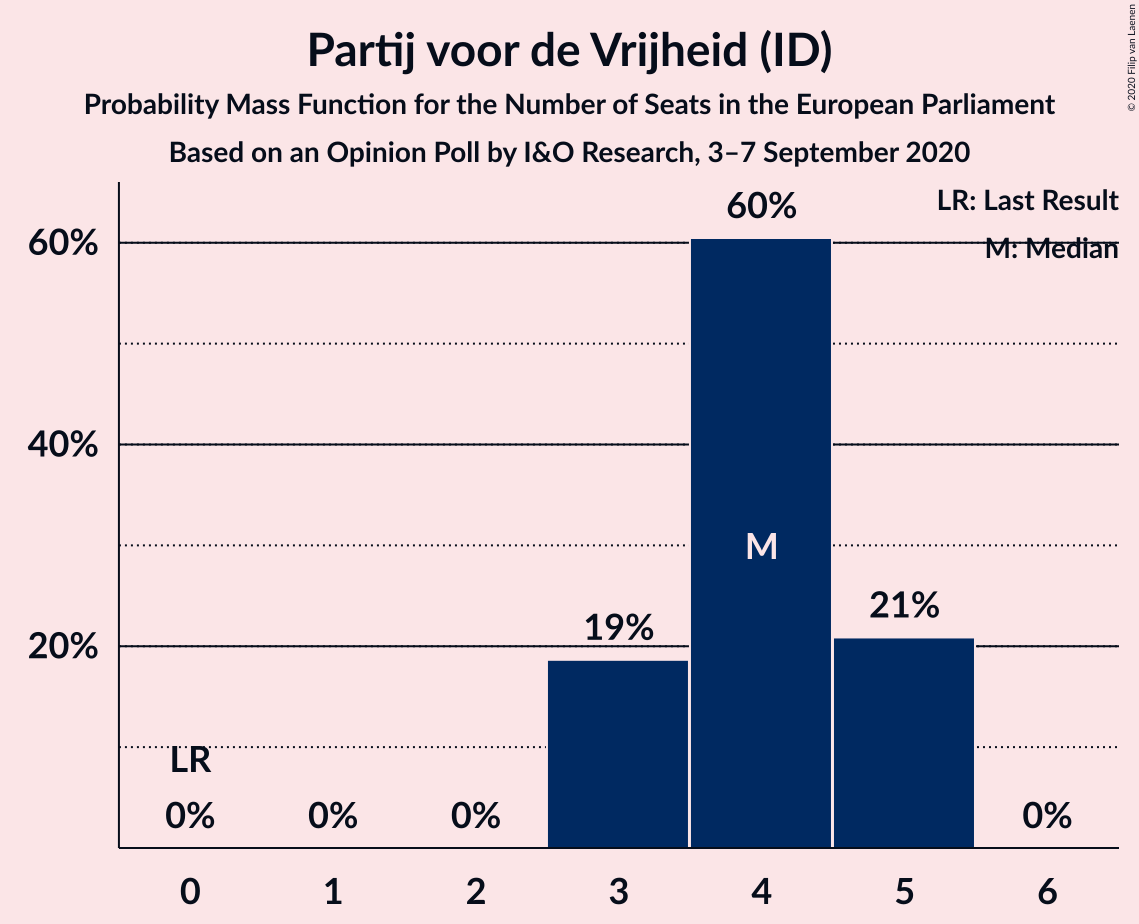 Partij voor de Vrijheid (ID)
Probability Mass Function for the Number of Seats in the European Parliament
Based on an Opinion Poll by I&O Research, 3–7 September 2020
© 2020 Filip van Laenen
LR: Last Result
M: Median
60%
40%
20%
60%
M
19%
21%
LR
0%
0%
0%
0%
0
1
2
3
4
5
6